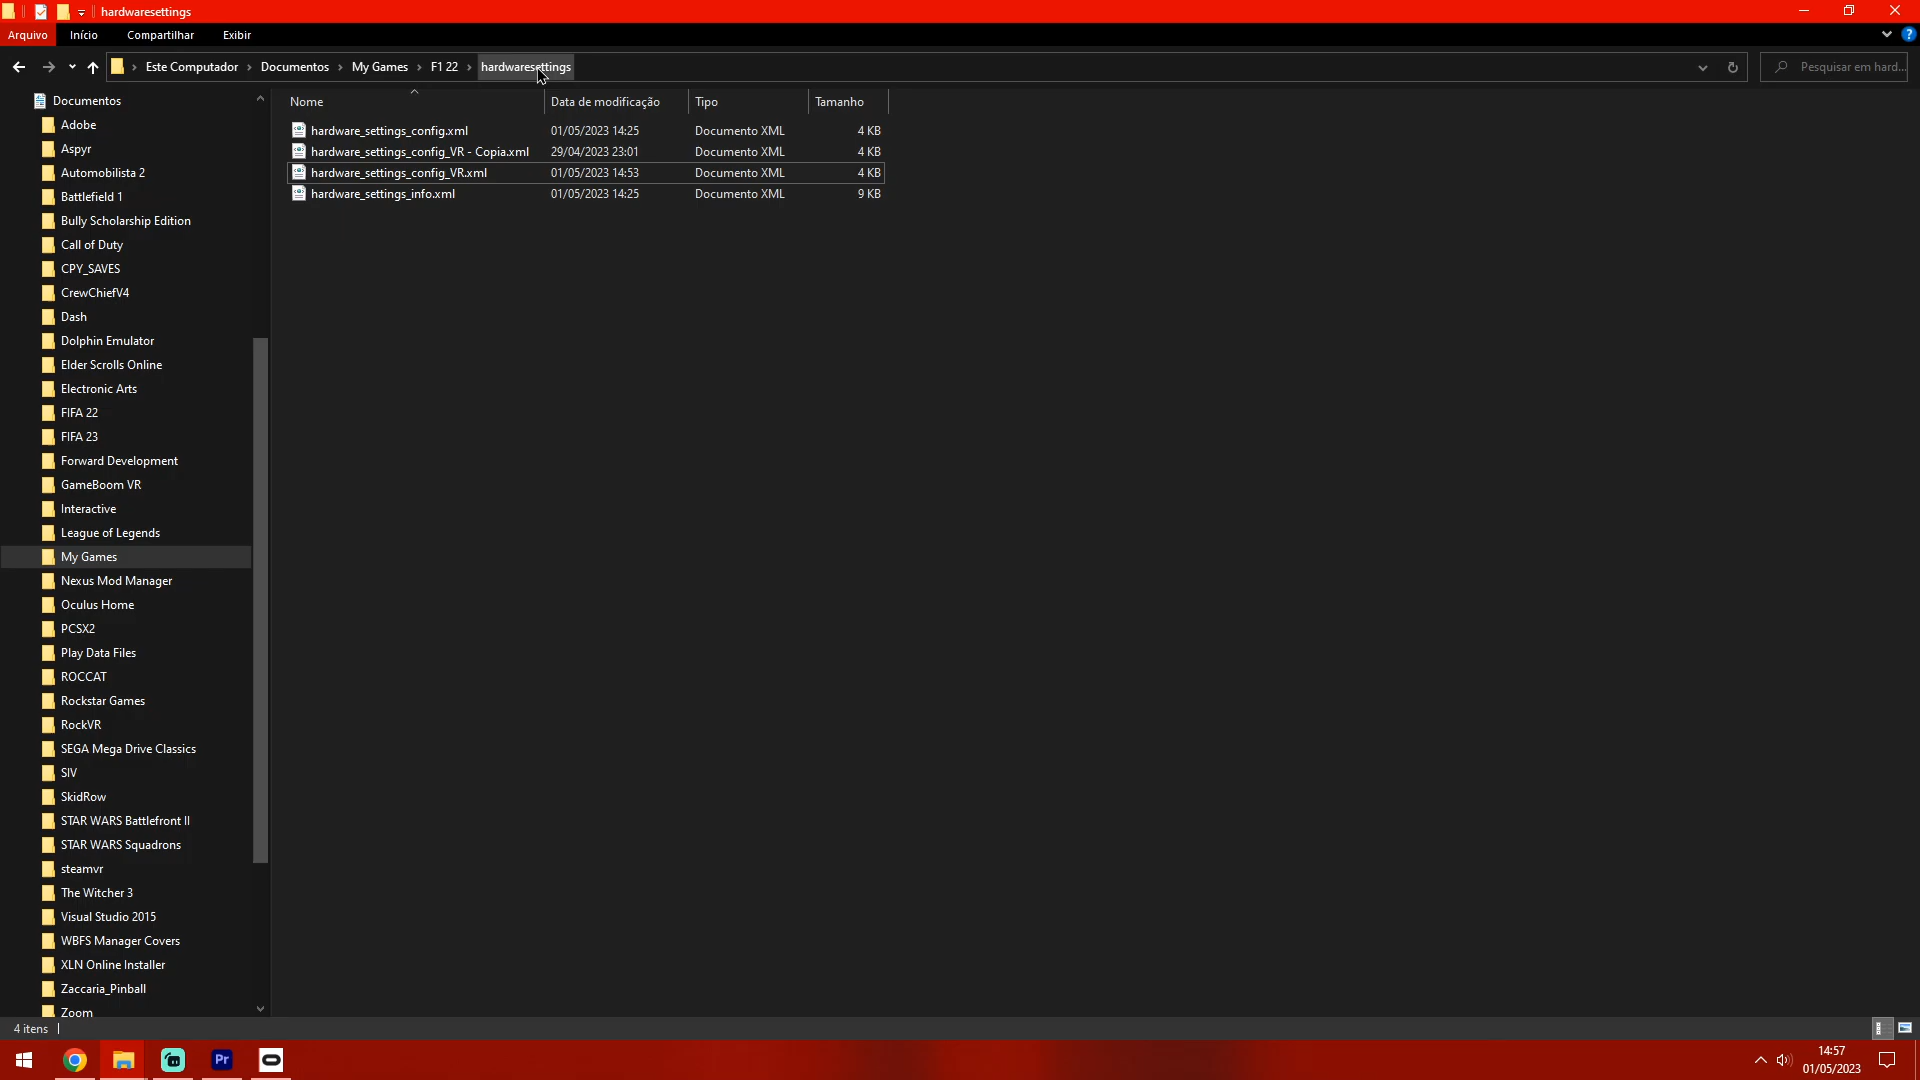 hardwaresettings
Arquivo Início Compartilhar Exibir ?
Este Computador Documentos My Games F1 22 hardwaresettings Pesquisar em hard...
Nome Data de modificação Tipo Tamanho
hardware_settings_config.xml 01/05/2023 14:25 Documento XML 4 KB
hardware_settings_config_VR - Copia.xml 29/04/2023 23:01 Documento XML 4 KB
hardware_settings_config_VR.xml 01/05/2023 14:53 Documento XML 4 KB
hardware_settings_info.xml 01/05/2023 14:25 Documento XML 9 KB
Documentos
Adobe
Aspyr
Automobilista 2
Battlefield 1
Bully Scholarship Edition
Call of Duty
CPY_SAVES
CrewChiefV4
Dash
Dolphin Emulator
Elder Scrolls Online
Electronic Arts
FIFA 22
FIFA 23
Forward Development
GameBoom VR
Interactive
League of Legends
My Games
Nexus Mod Manager
Oculus Home
PCSX2
Play Data Files
ROCCAT
Rockstar Games
RockVR
SEGA Mega Drive Classics
SIV
SkidRow
STAR WARS Battlefront II
STAR WARS Squadrons
steamvr
The Witcher 3
Visual Studio 2015
WBFS Manager Covers
XLN Online Installer
Zaccaria_Pinball
Zoom
4 itens
Pr
14:57
01/05/2023